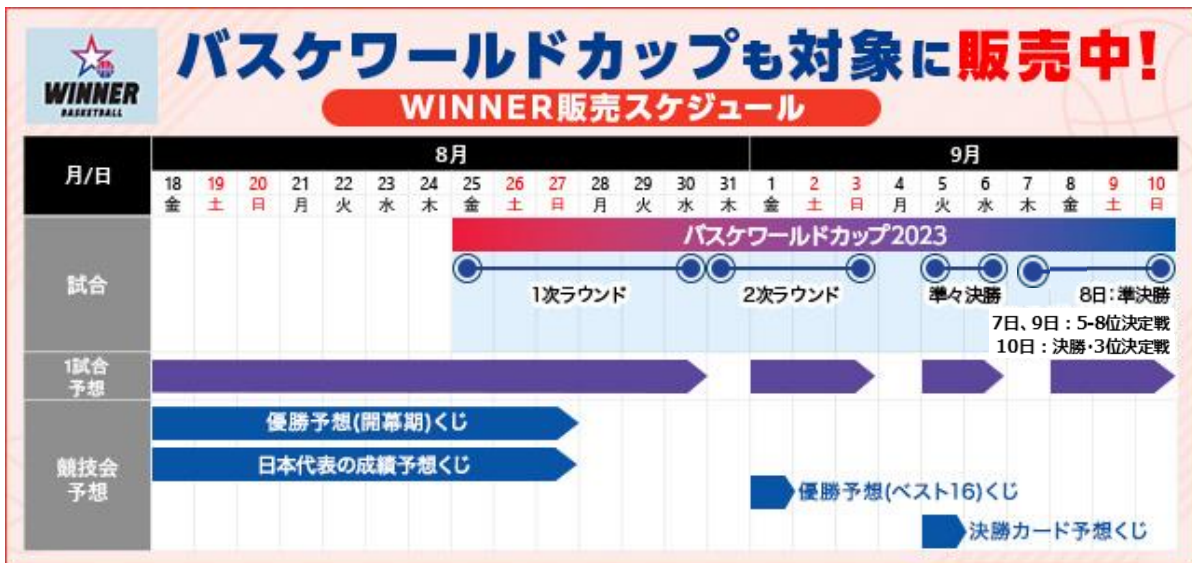 WINNER
BASKETBALL
バスケワールドカップも対象に販売中!
WINNER販売スケジュール
月/日
8月
9月
18 19 20 21 22 23 24 25 26 27 28 29 30 31 1 2 3 4 5 6 7 8 9 10
金 土 日 月 火 水 木 金 土 日 月 火 水 木 金 土 日 月 火 水 木 金 土 日
試合
バスケワールドカップ2023
1次ラウンド
2次ラウンド
準々決勝
8日：準決勝
7日、9日：5-8位決定戦
10日：決勝・3位決定戦
1試合
予想
競技会
予想
優勝予想(開幕期)くじ
日本代表の成績予想くじ
優勝予想(ベスト16)くじ
決勝カード予想くじ